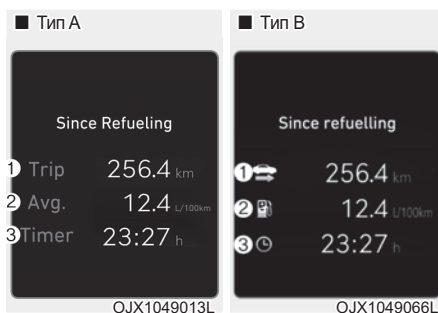 ■ Тип A
Since Refueling
1 Trip 256.4 km
2 Avg. 12.4 L/100km
3 Timer 23:27 h
OJX1049013L
■ Тип B
Since refuelling
1 256.4 km
2 12.4 L/100km
3 23:27 h
OJX1049066L